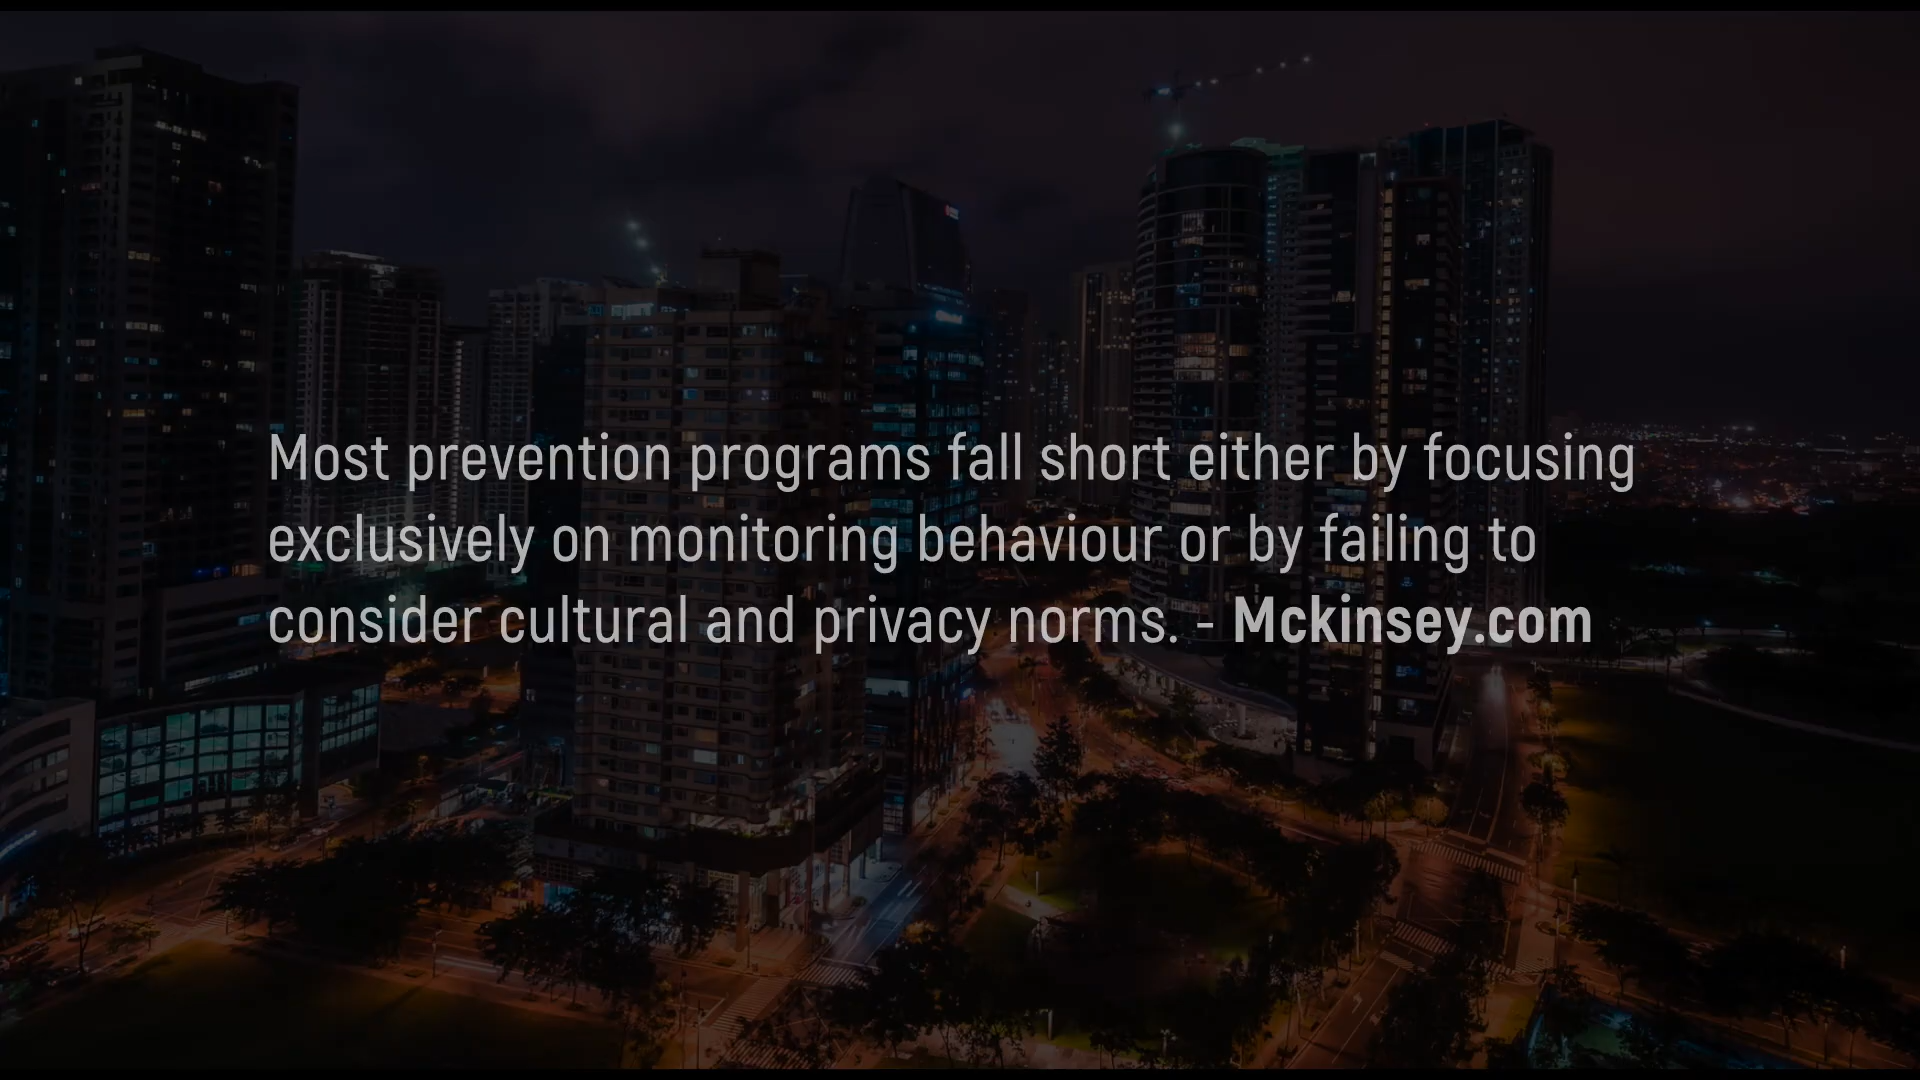 Most prevention programs fall short either by focusing
exclusively on monitoring behaviour or by failing to
consider cultural and privacy norms. - Mckinsey.com